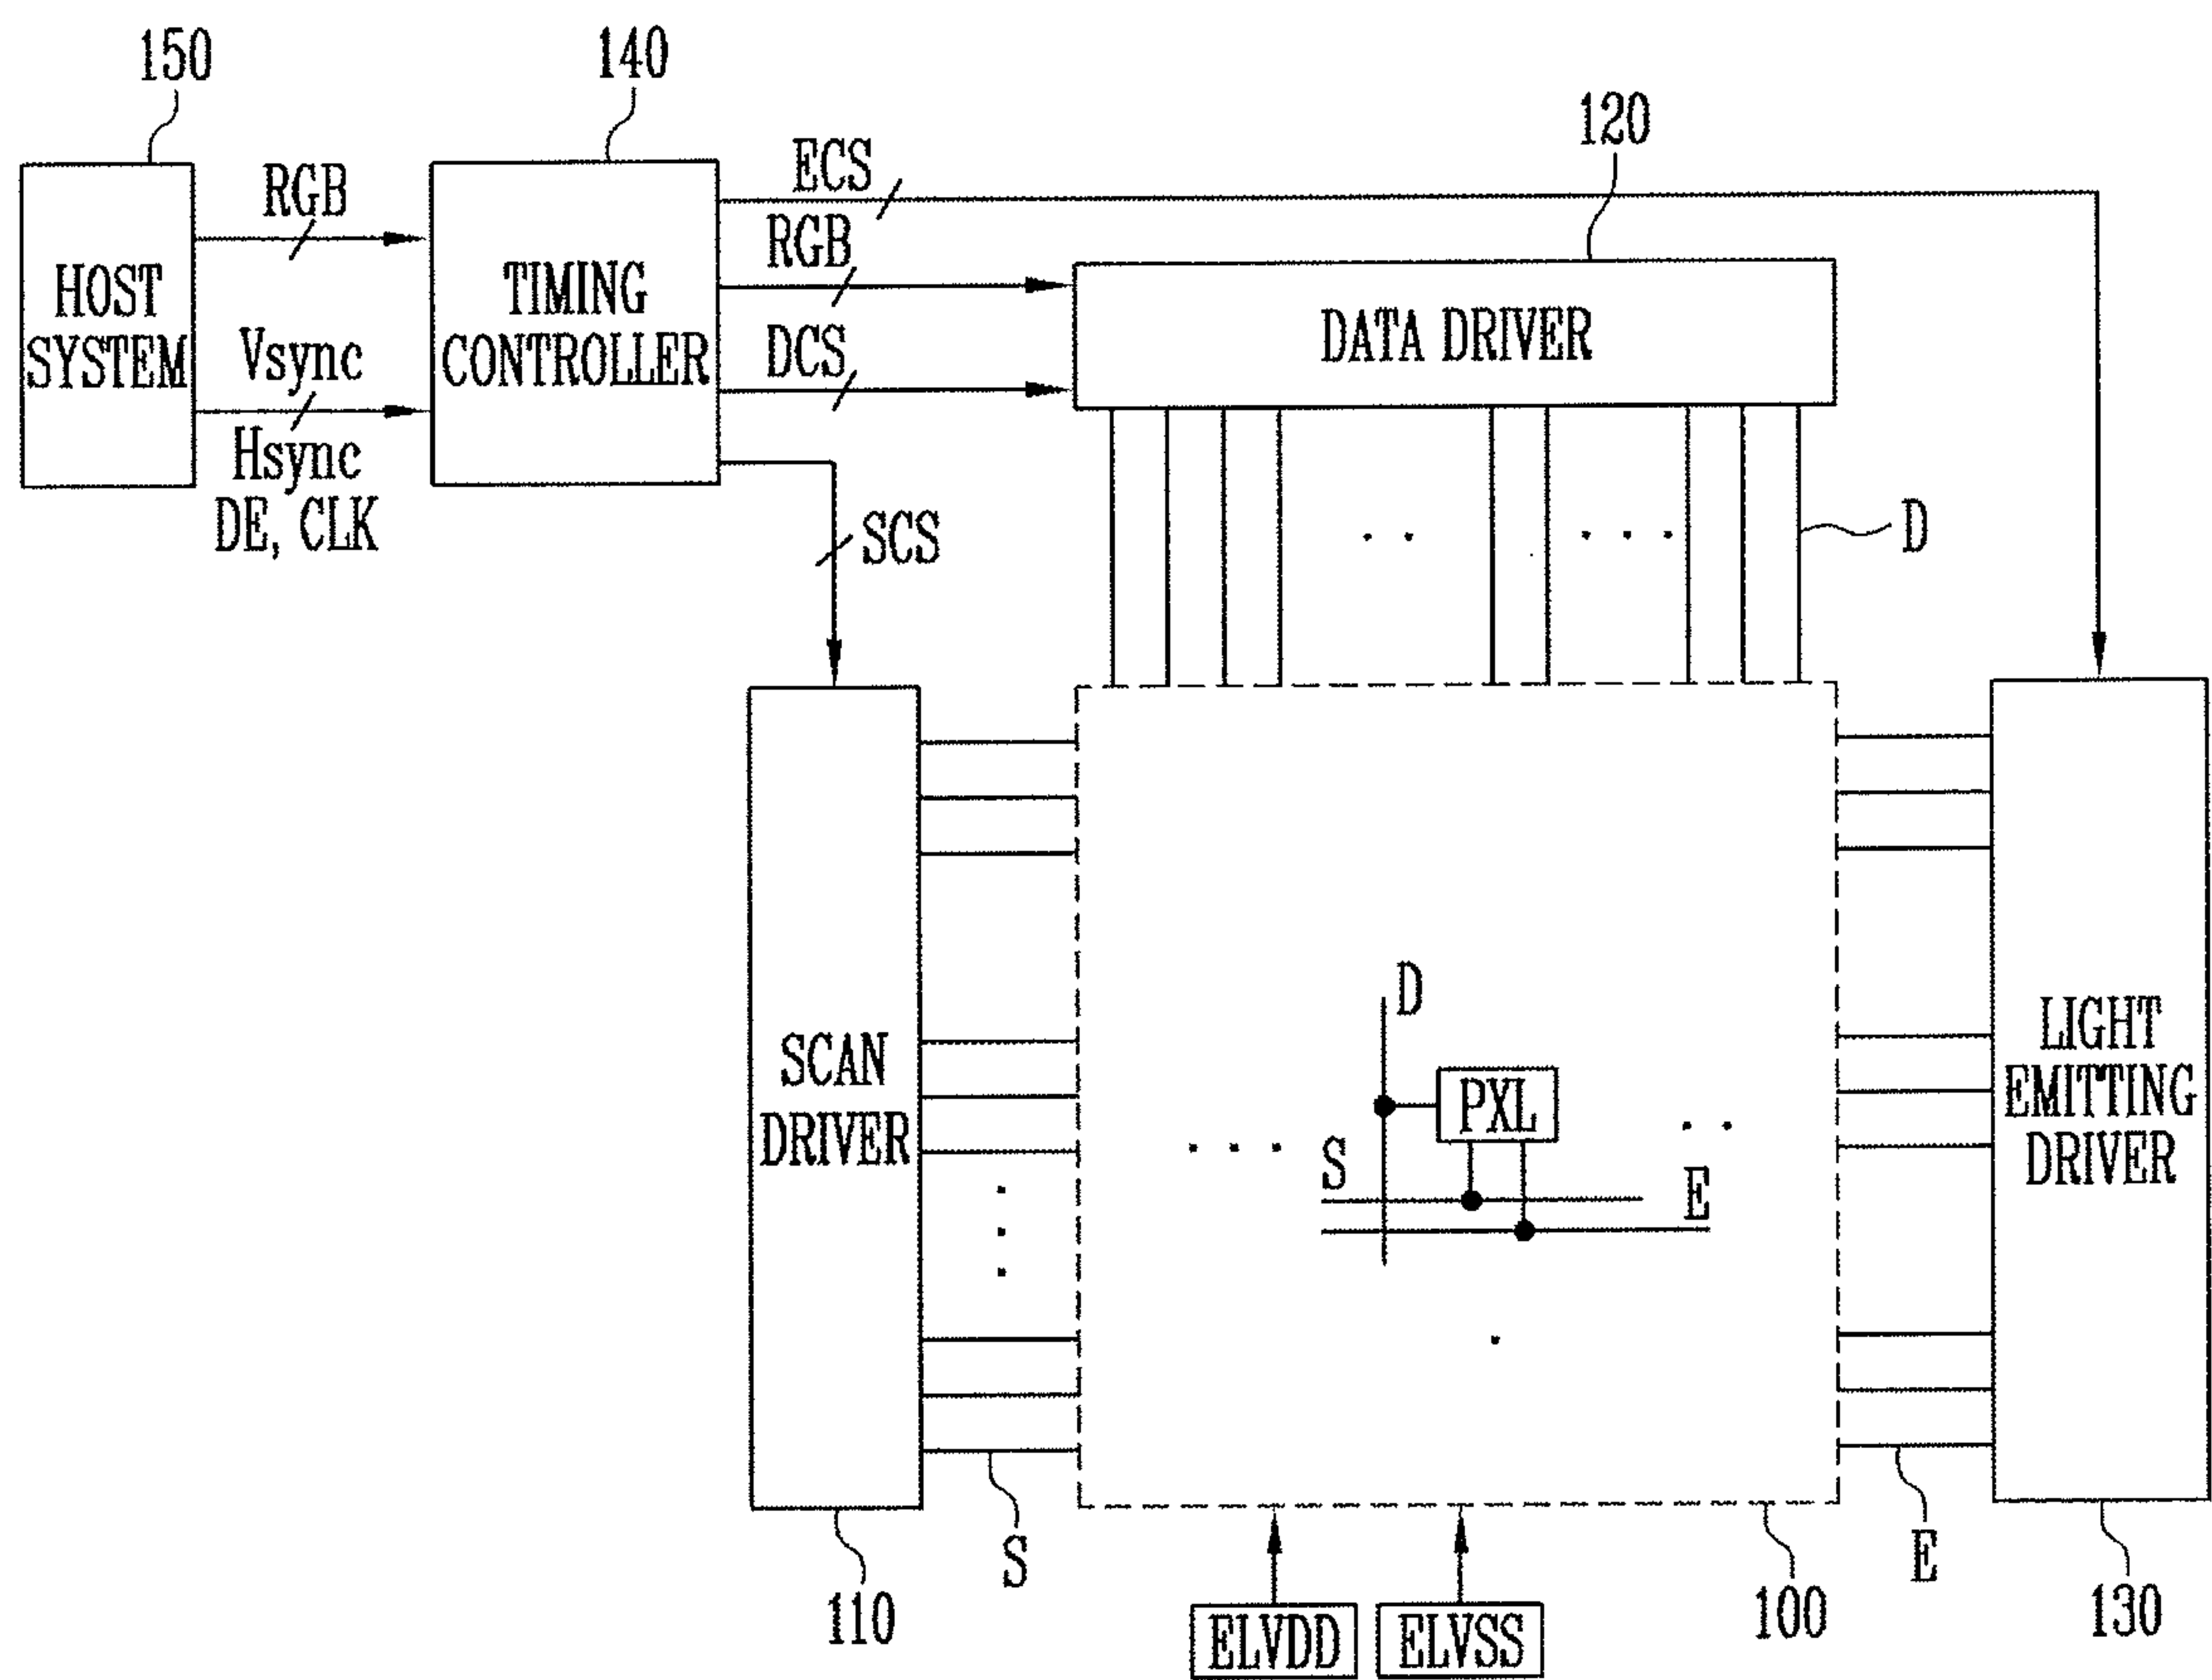 150
140
120
HOST
SYSTEM
RGB
Vsync
Hsync
DE, CLK
TIMING
CONTROLLER
ECS
RGB
DCS
SCS
DATA DRIVER
D
SCAN
DRIVER
D
PXL
S
E
LIGHT
EMITTING
DRIVER
S
E
110
ELVDD
ELVSS
100
130